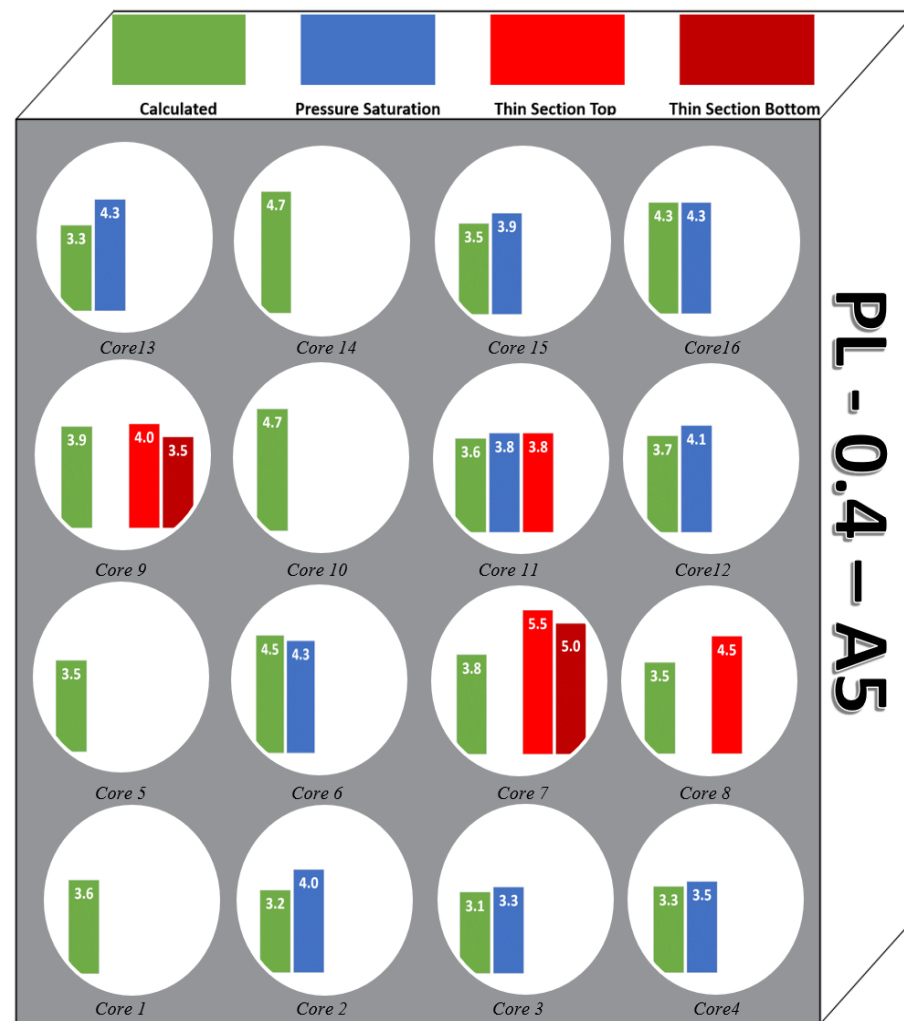 Calculated
Pressure Saturation
Thin Section Top
Thin Section Bottom
3.3
4.3
4.7
3.5
3.9
4.3
4.3
Core13
Core 14
Core 15
Core16
3.9
4.0
3.5
4.7
3.6
3.8
3.8
3.7
4.1
Core 9
Core 10
Core 11
Core12
3.5
4.5
4.3
3.8
5.5
5.0
3.5
4.5
Core 5
Core 6
Core 7
Core 8
3.6
3.2
4.0
3.1
3.3
3.3
3.5
Core 1
Core 2
Core 3
Core4
PL - 0.4 – A5